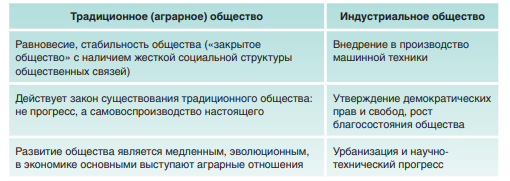 Традиционное (аграрное) общество
Индустриальное общество
Равновесие, стабильность общества («закрытое
общество» с наличием жесткой социальной структуры
общественных связей)
Внедрение в производство
машинной техники
Действует закон существования традиционного общества:
не прогресс, а самовоспроизводство настоящего
Утверждение демократических
прав и свобод, рост
благосостояния общества
Развитие общества является медленным, эволюционным,
в экономике основными выступают аграрные отношения
Урбанизация и научно-
технический прогресс